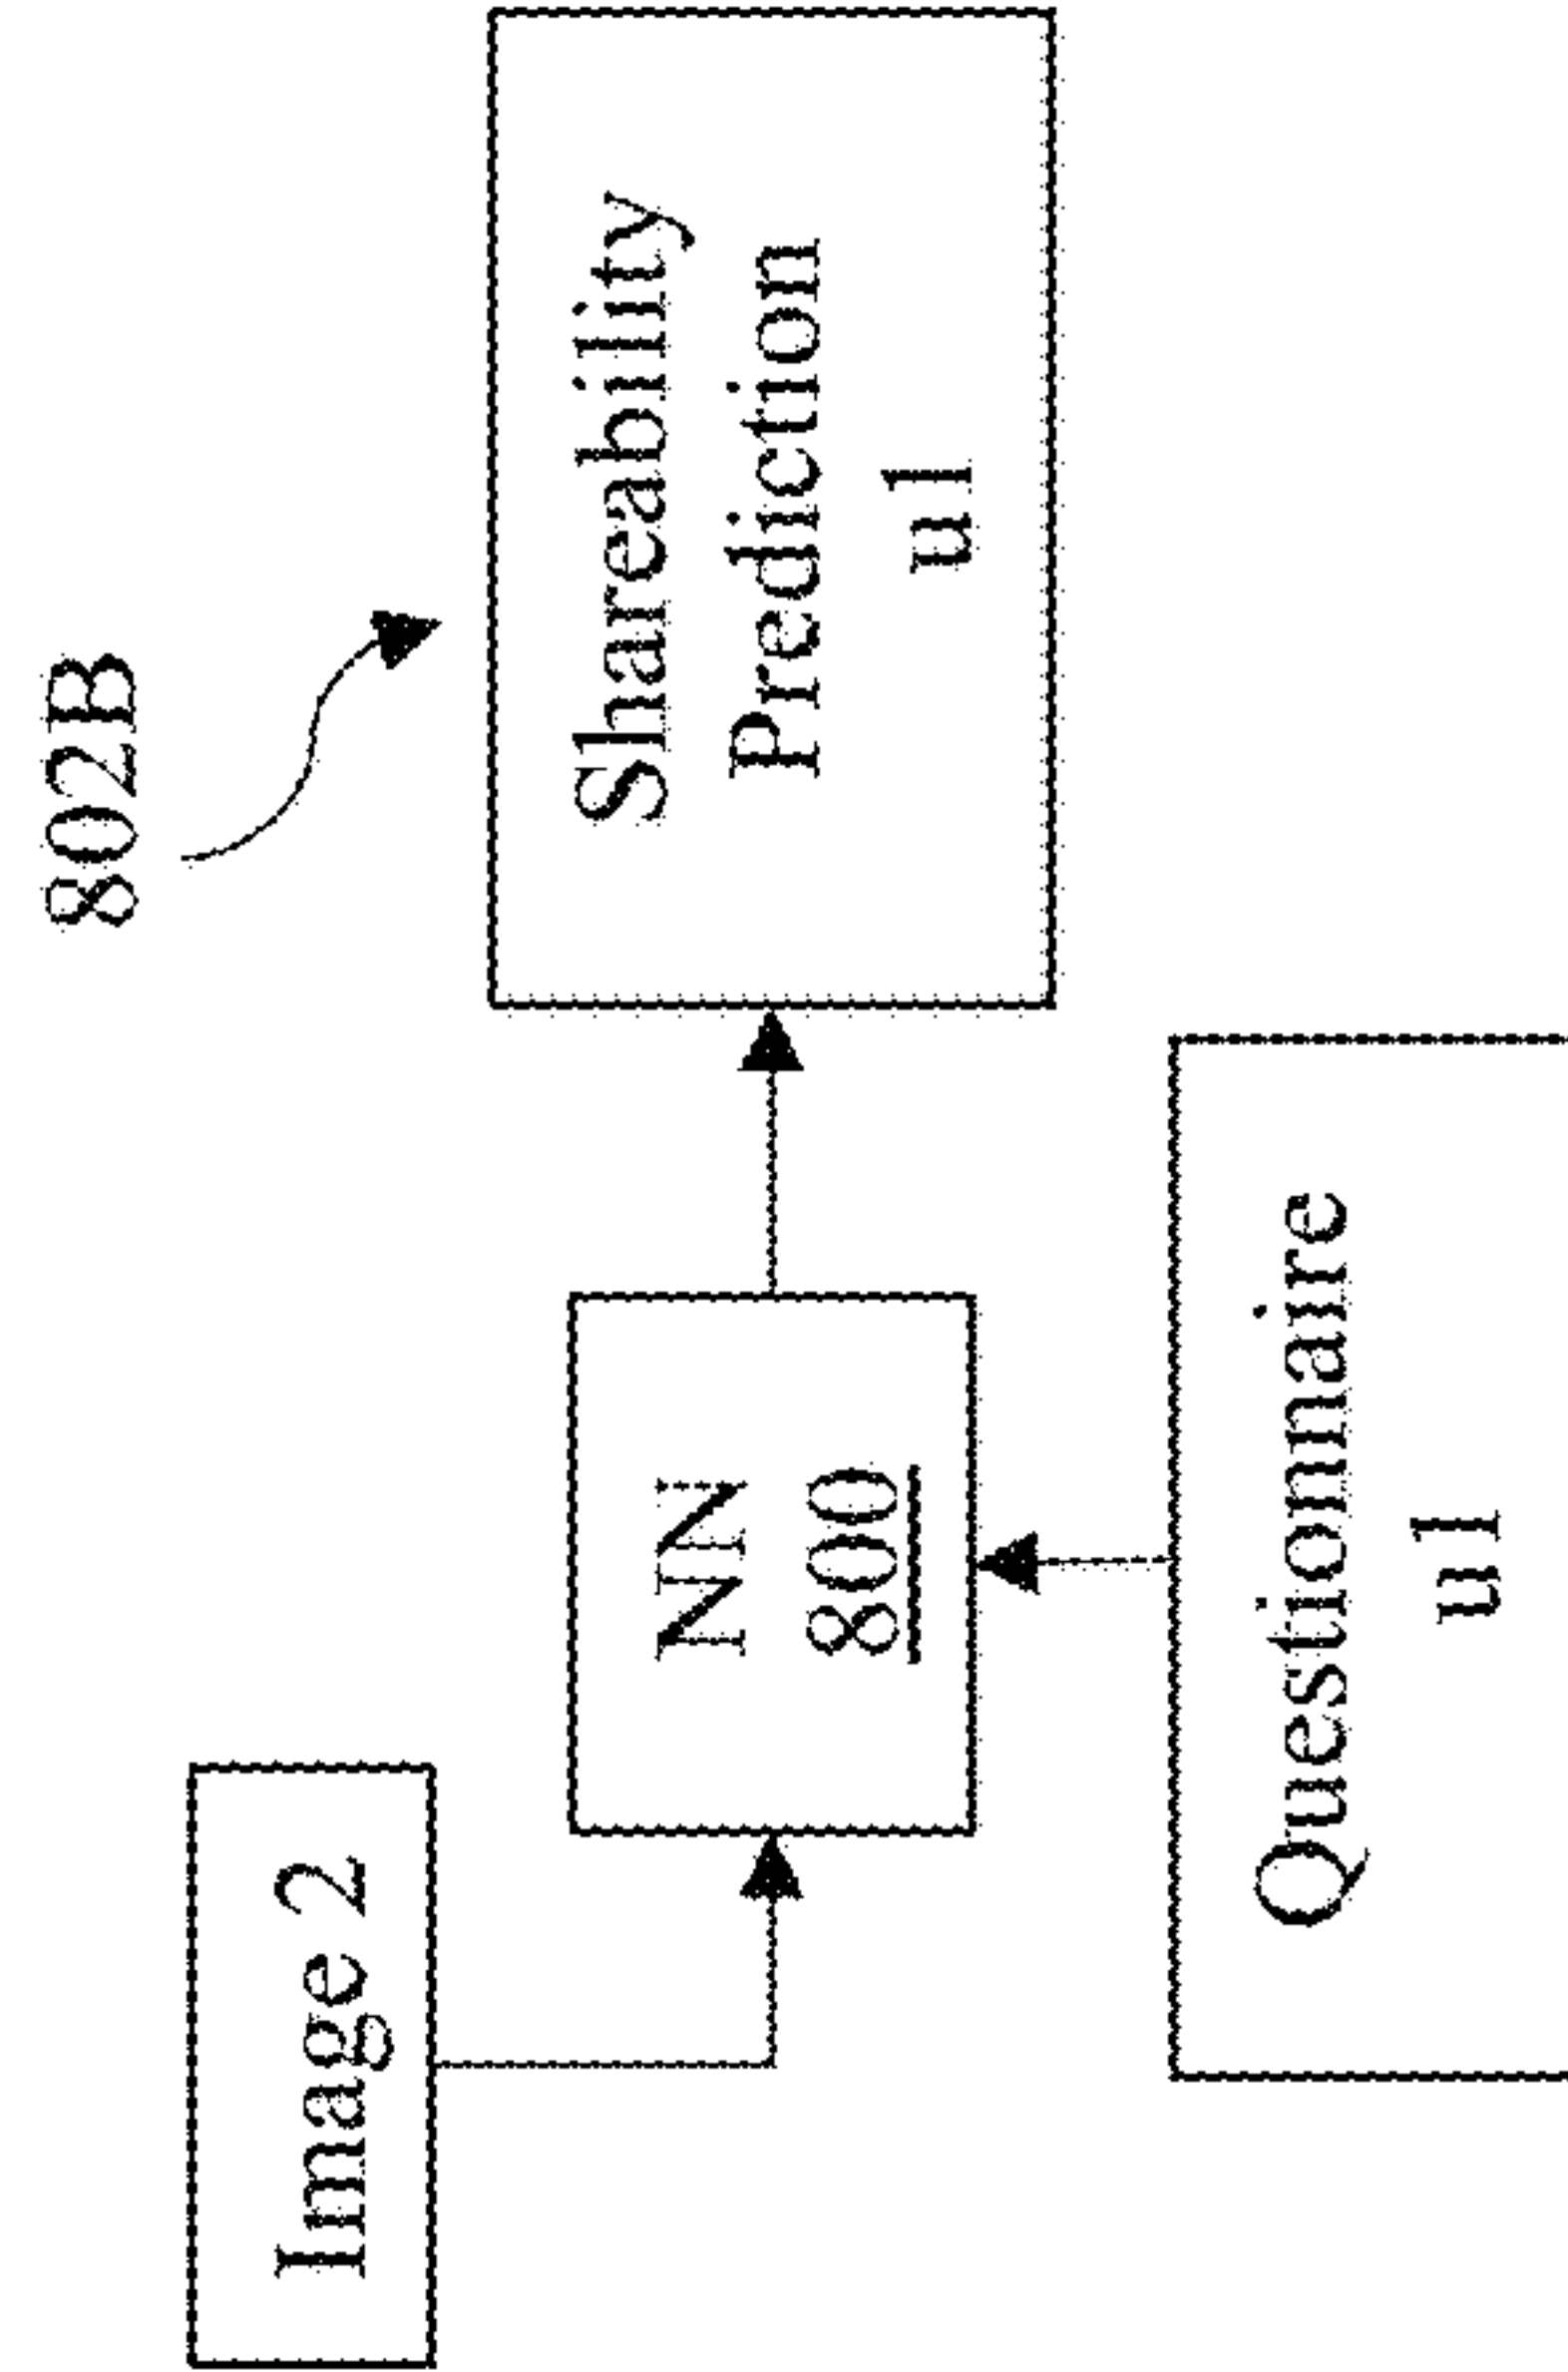 802B
Image 2
NN
800
Shareability
Prediction
u1
Questionnaire
u1